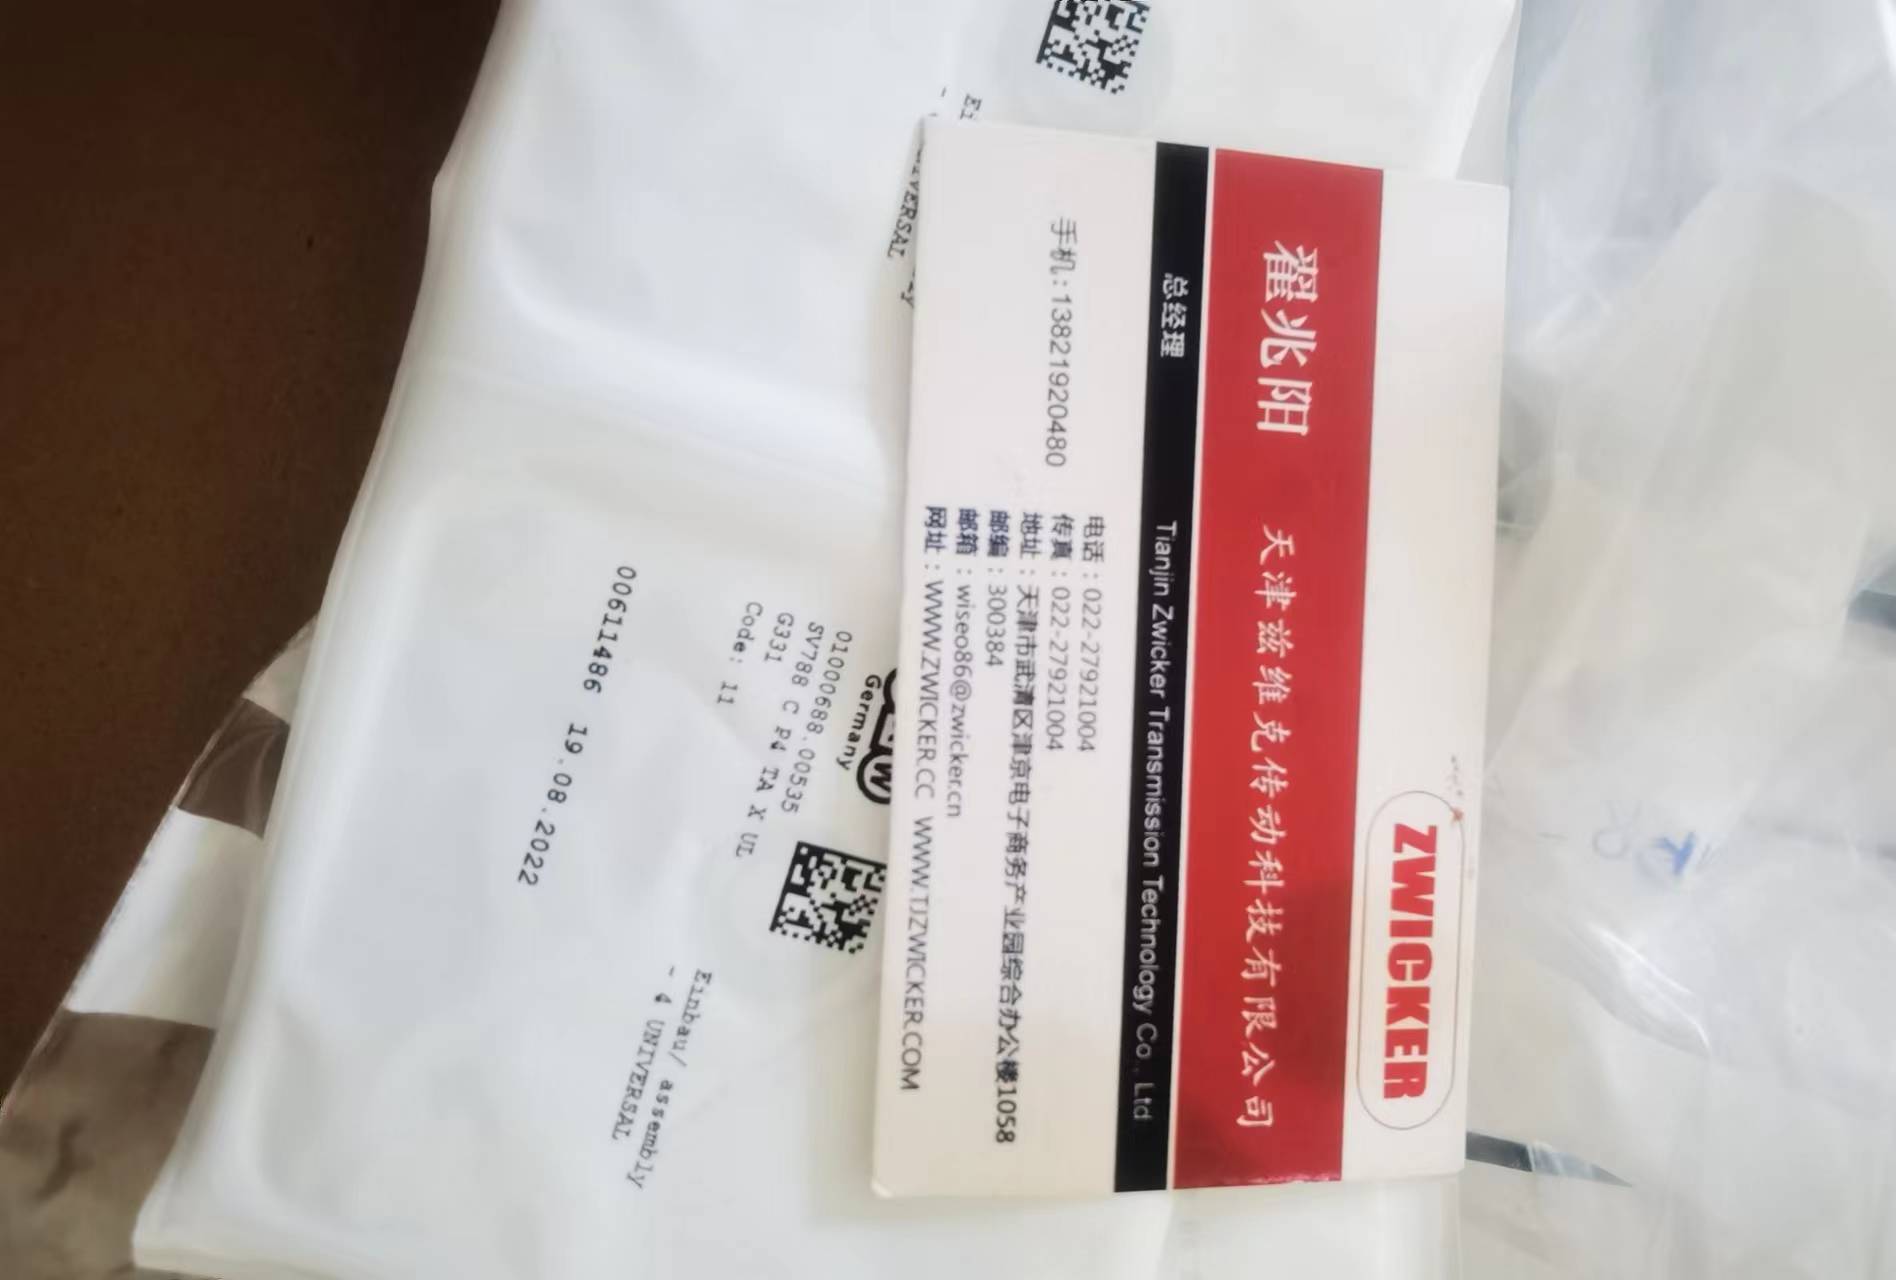 ZWICKER
翟兆阳
天津兹维克传动科技有限公司
总经理
Tianjin Zwicker Transmission Technology Co., Ltd
手机：13821920480
电话：022-27921004
传真：022-27921004
地址：天津市武清区津京电子商务产业园综合办公楼1058
邮编：300384
邮箱：wiseo86@zwicker.cn
网址：WWW.ZWICKER.CC WWW.TJZWICKER.COM
Germany
01000688.00535
SV788 C P4 TA X UL
G331
Code: 11
Einbau/ assembly
- 4 UNIVERSAL
00611486 19.08.2022